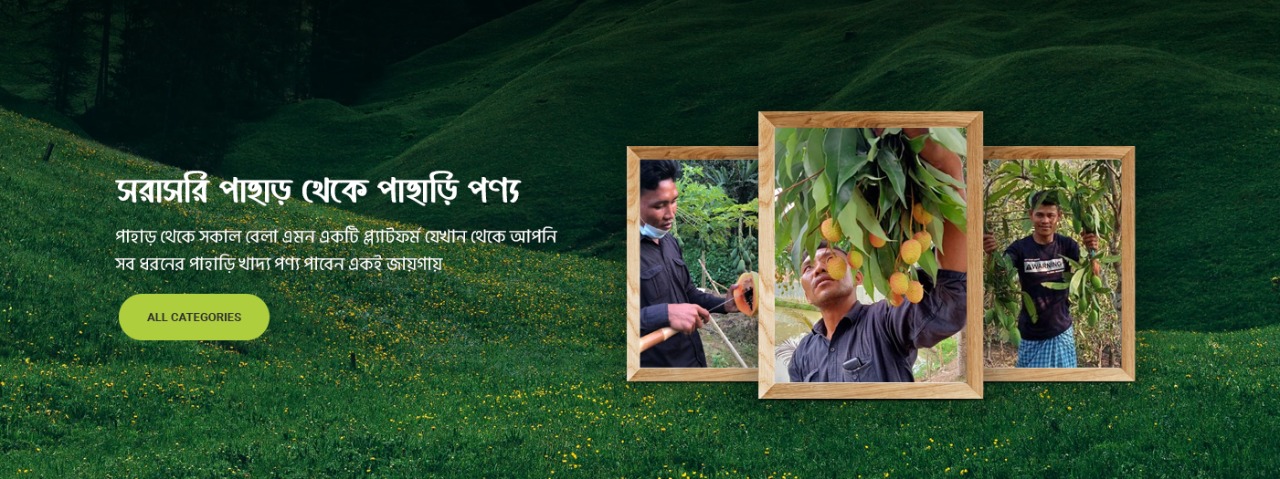 সরাসরি পাহাড় থেকে পাহাড়ি পণ্য
পাহাড় থেকে সকাল বেলা এমন একটি প্ল্যাটফর্ম যেখান থেকে আপনি
সব ধরনের পাহাড়ি খাদ্য পণ্য পাবেন একই জায়গায়
ALL CATEGORIES
WARNING